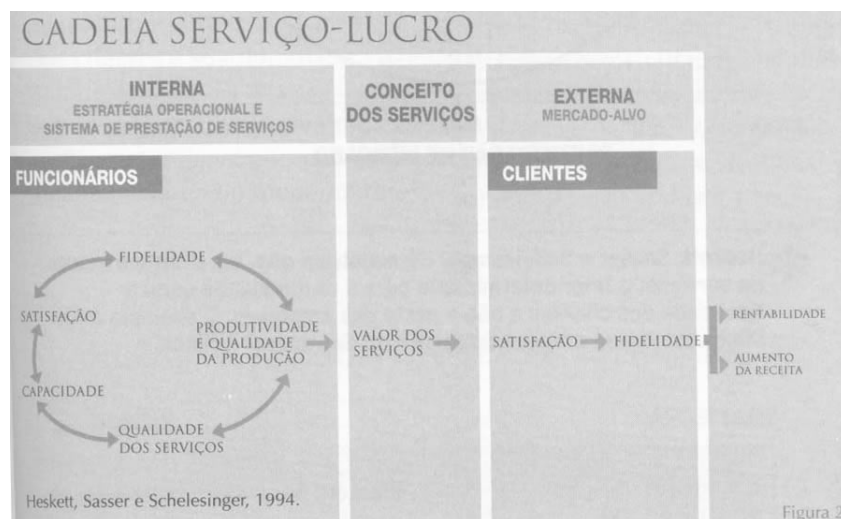 CADEIA SERVIÇO-LUCRO
INTERNA
ESTRATÉGIA OPERACIONAL E
SISTEMA DE PRESTAÇÃO DE SERVIÇOS
CONCEITO
DOS SERVIÇOS
EXTERNA
MERCADO-ALVO
FUNCIONÁRIOS
CLIENTES
FIDELIDADE
SATISFAÇÃO
CAPACIDADE
QUALIDADE
DOS SERVIÇOS
PRODUTIVIDADE
E QUALIDADE
DA PRODUÇÃO
VALOR DOS
SERVIÇOS
SATISFAÇÃO
FIDELIDADE
RENTABILIDADE
AUMENTO
DA RECEITA
Heskett, Sasser e Schelesinger, 1994.
Figura 2